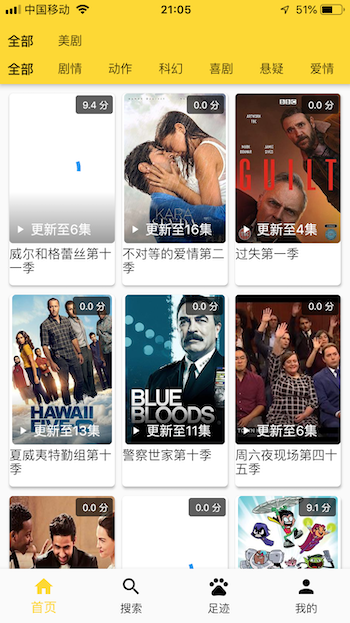 中国移动 21:05 51%
全部 美剧
全部 剧情 动作 科幻 喜剧 悬疑 爱情
9.4 分 0.0 分 0.0 分
BBC
KARA
GUILT
更新至6集 更新至16集 更新至4集
威尔和格蕾丝第十一季
不对等的爱情第二季
过失第一季
0.0 分 0.0 分 0.0 分
HAWAII
BLUE
BLOODS
更新至13集 更新至11集 更新至6集
夏威夷特勤组第十季
警察世家第十季
周六夜现场第四十五季
0.0 分 0.0 分 9.1 分
首页 搜索 足迹 我的